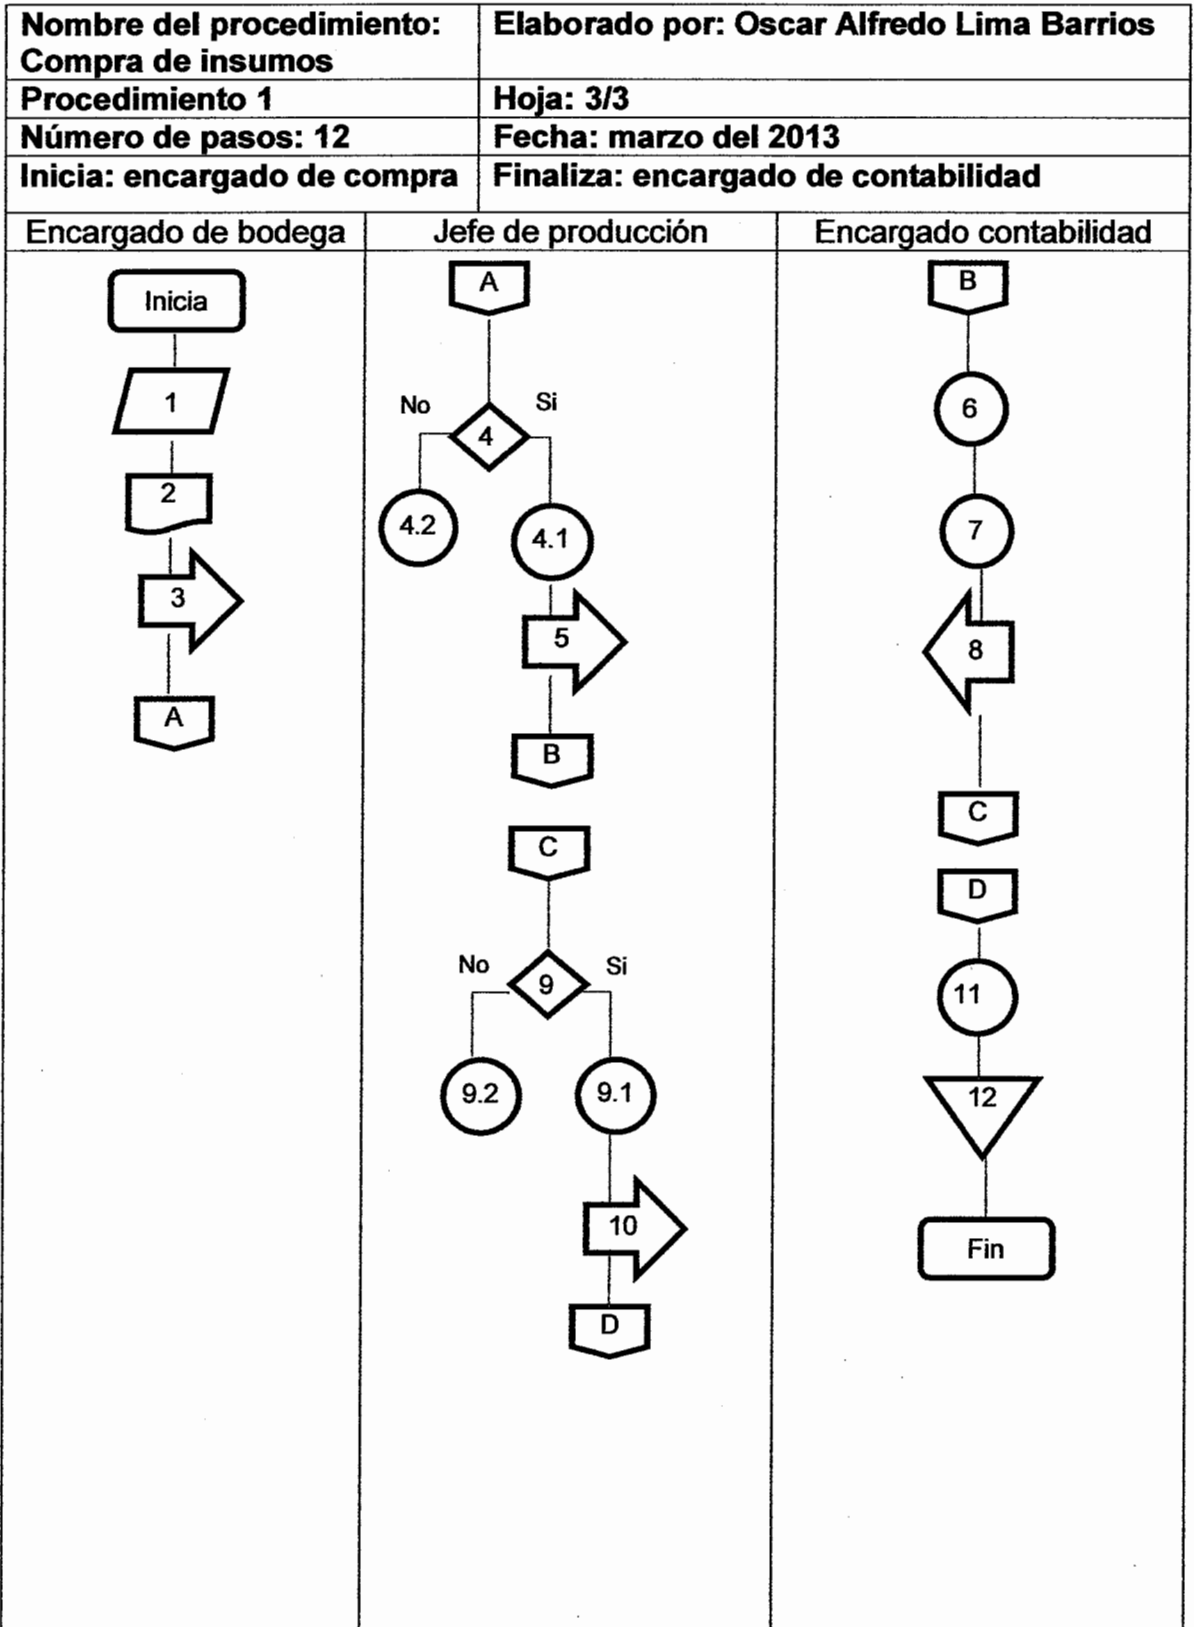 Nombre del procedimiento:
Compra de insumos
Elaborado por: Oscar Alfredo Lima Barrios
Procedimiento 1
Hoja: 3/3
Número de pasos: 12
Fecha: marzo del 2013
Inicia: encargado de compra
Finaliza: encargado de contabilidad
Encargado de bodega
Jefe de producción
Encargado contabilidad
Inicia
1
2
3
A
A
No
Si
4
4.2
4.1
5
B
C
No
Si
9
9.2
9.1
10
D
B
6
7
8
C
D
11
12
Fin